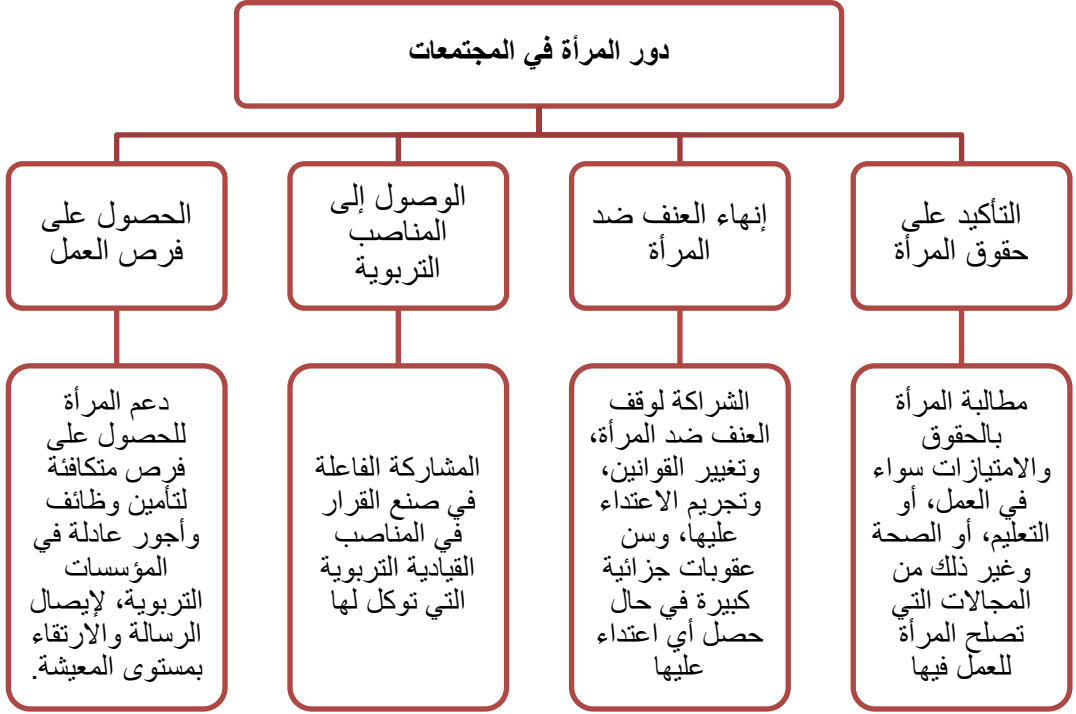 دور المرأة في المجتمعات
التأكيد على
حقوق المرأة
إنهاء العنف ضد
المرأة
الوصول إلى
المناصب
التربوية
الحصول على
فرص العمل
مطالبة المرأة
بالحقوق
والامتيازات سواء
في العمل، أو
التعليم، أو الصحة
وغير ذلك من
المجالات التي
تصلح المرأة
للعمل فيها
الشراكة لوقف
العنف ضد المرأة،
وتغيير القوانين،
وتجريم الاعتداء
عليها، وسن
عقوبات جزائية
كبيرة في حال
حصل أي اعتداء
عليها
المشاركة الفاعلة
في صنع القرار
في المناصب
القيادية التربوية
التي توكل لها
دعم المرأة
للحصول على
فرص متكافئة
لتأمين وظائف
وأجور عادلة في
المؤسسات
التربوية، لإيصال
الرسالة والارتقاء
بمستوى المعيشة.